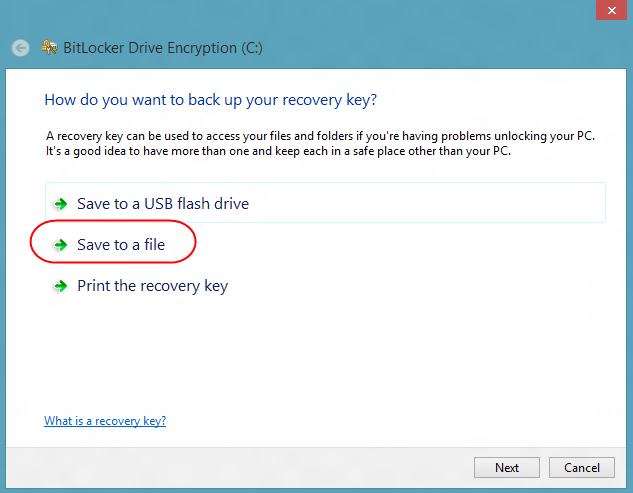 BitLocker Drive Encryption (C:)
How do you want to back up your recovery key?
A recovery key can be used to access your files and folders if you're having problems unlocking your PC.
It's a good idea to have more than one and keep each in a safe place other than your PC.
Save to a USB flash drive
Save to a file
Print the recovery key
What is a recovery key?
Next
Cancel